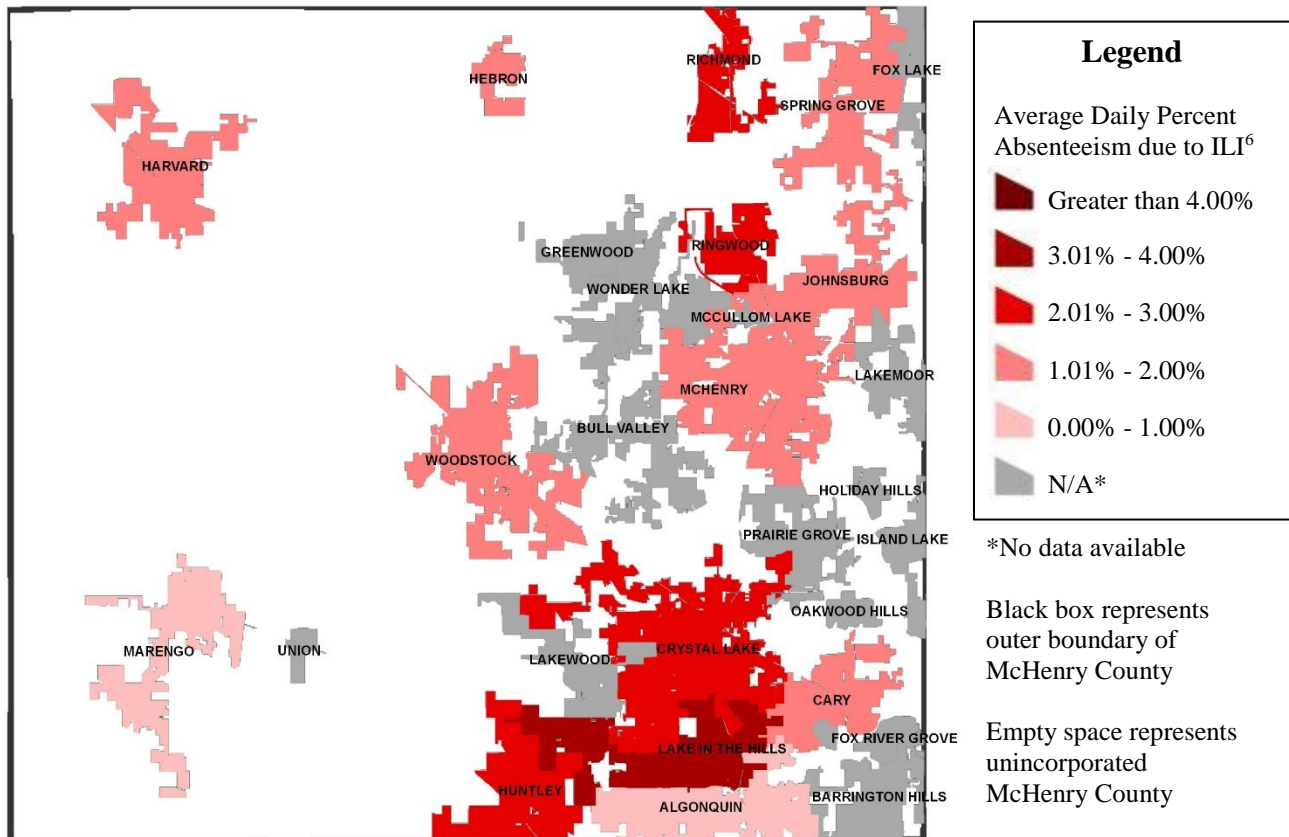 RICHMOND
HEBRON
FOX LAKE
SPRING GROVE
HARVARD
GREENWOOD
RINGWOOD
WONDER LAKE
JOHNSBURG
MCCULLOM LAKE
MCHENRY
LAKEMOOR
BULL VALLEY
WOODSTOCK
HOLIDAY HILLS
PRAIRIE GROVE
ISLAND LAKE
OAKWOOD HILLS
MARENGO
UNION
LAKEWOOD
CRYSTAL LAKE
CARY
FOX RIVER GROVE
LAKE IN THE HILLS
HUNTLEY
ALGONQUIN
BARRINGTON HILLS
Legend
Average Daily Percent
Absenteeism due to ILI⁶
Greater than 4.00%
3.01% - 4.00%
2.01% - 3.00%
1.01% - 2.00%
0.00% - 1.00%
N/A*
*No data available
Black box represents
outer boundary of
McHenry County
Empty space represents
unincorporated
McHenry County